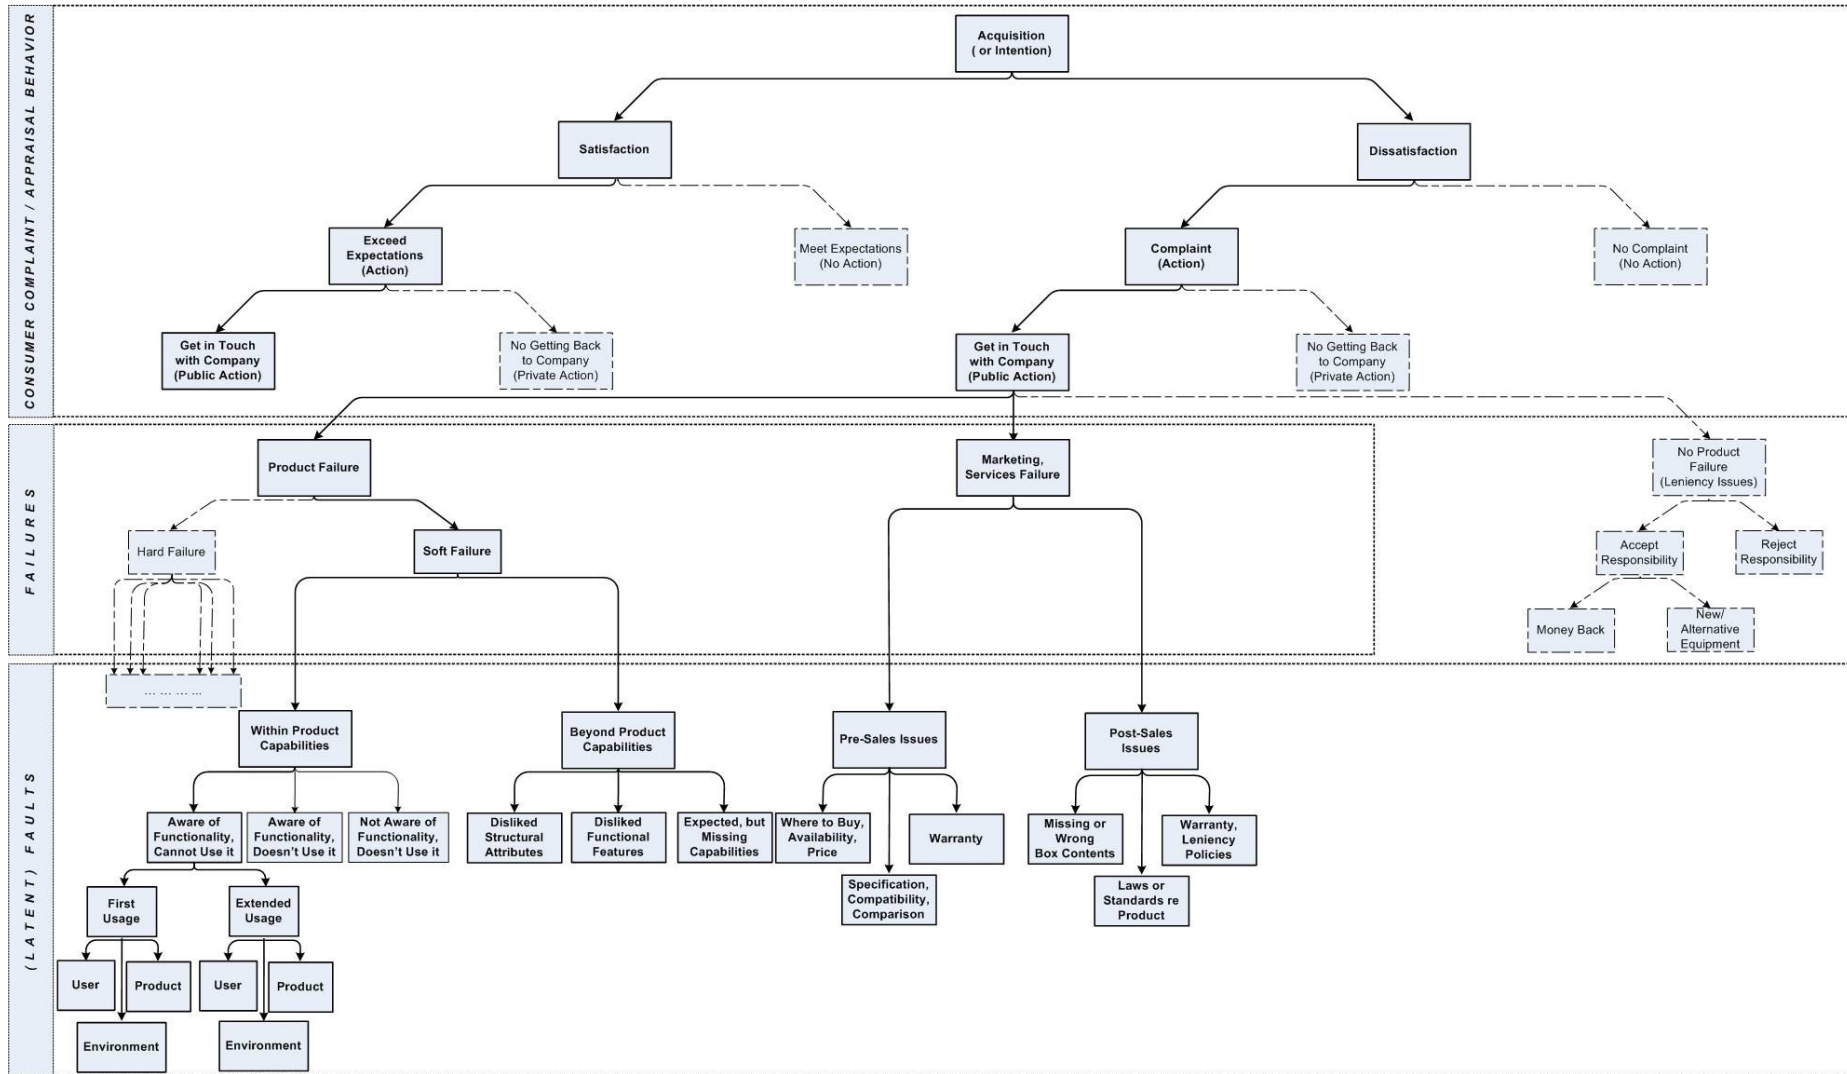 CONSUMER COMPLAINT / APPRAISAL BEHAVIOR
Acquisition
( or Intention)
Satisfaction
Dissatisfaction
Exceed
Expectations
(Action)
Meet Expectations
(No Action)
Complaint
(Action)
No Complaint
(No Action)
Get in Touch
with Company
(Public Action)
No Getting Back
to Company
(Private Action)
Get in Touch
with Company
(Public Action)
No Getting Back
to Company
(Private Action)
FAILURES
Product Failure
Marketing,
Services Failure
No Product
Failure
(Leniency Issues)
Hard Failure
Soft Failure
Accept
Responsibility
Reject
Responsibility
Money Back
New/
Alternative
Equipment
... ... ... ...
(LATENT) FAULTS
Within Product
Capabilities
Beyond Product
Capabilities
Pre-Sales Issues
Post-Sales
Issues
Aware of
Functionality,
Cannot Use it
Aware of
Functionality,
Doesn't Use it
Not Aware of
Functionality,
Doesn't Use it
Disliked
Structural
Attributes
Disliked
Functional
Features
Expected, but
Missing
Capabilities
Where to Buy,
Availability,
Price
Warranty
Missing or
Wrong
Box Contents
Warranty,
Leniency
Policies
Specification,
Compatibility,
Comparison
Laws or
Standards re
Product
First
Usage
Extended
Usage
User
Product
User
Product
Environment
Environment